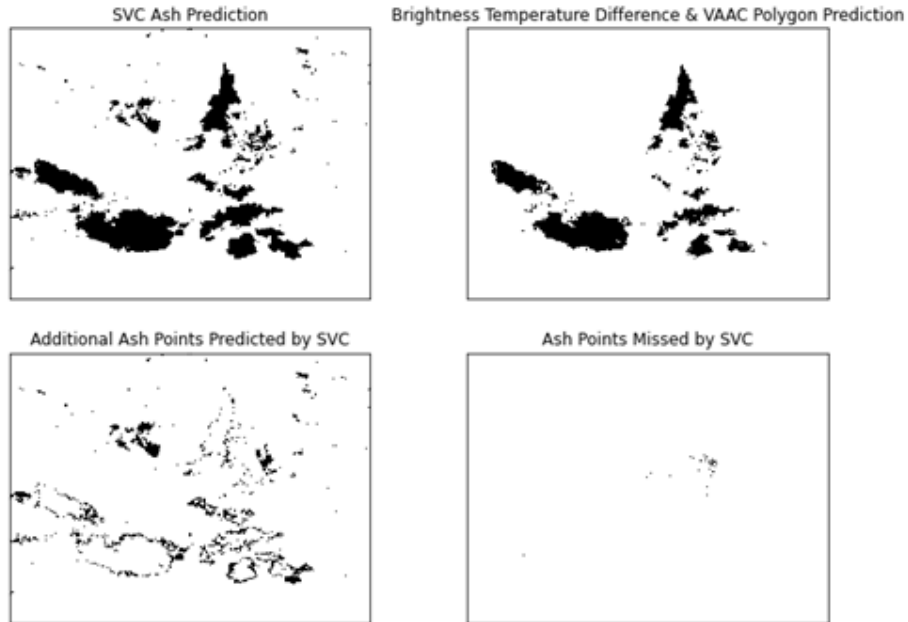 SVC Ash Prediction
Brightness Temperature Difference & VAAC Polygon Prediction
Additional Ash Points Predicted by SVC
Ash Points Missed by SVC